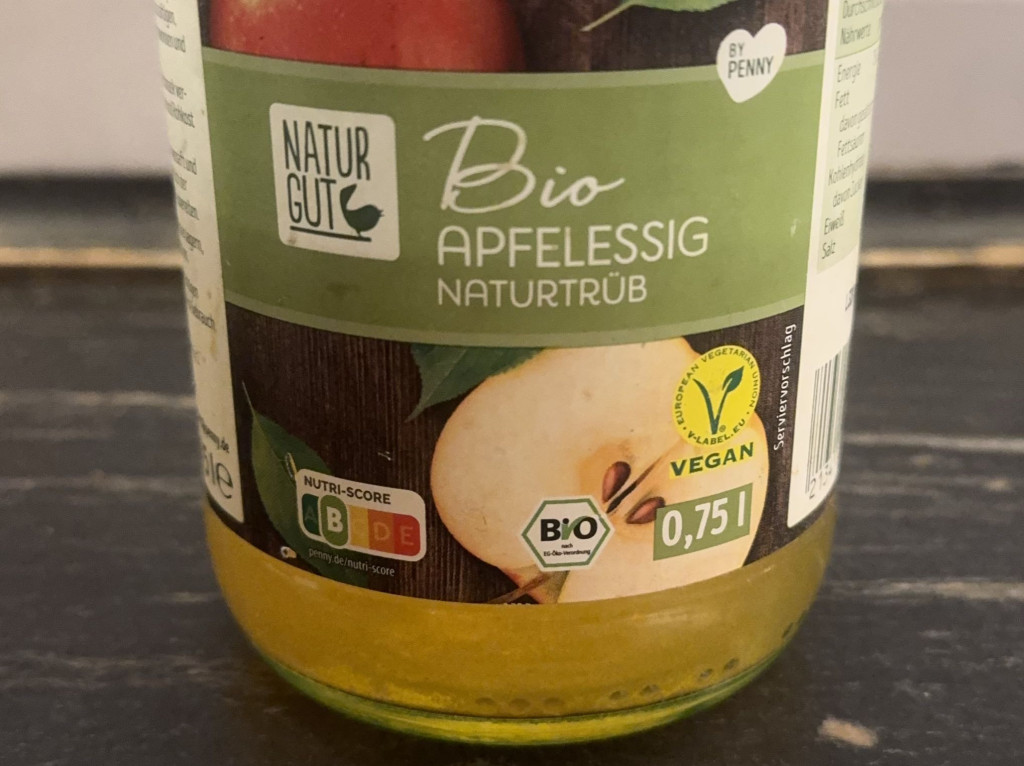 BY
PENNY
NATUR
GUT
Bio
APFELESSIG
NATURTRÜB
Nährwerte
Energie
Fett
Eiweiß
Salz
EUROPEAN VEGETARIAN UNION
V-LABEL.EU
VEGAN
Serviervorschlag
NUTRI-SCORE
A B C D E
penny.de/nutri-score
BiO
nach
EG-Öko-Verordnung
0,75 l